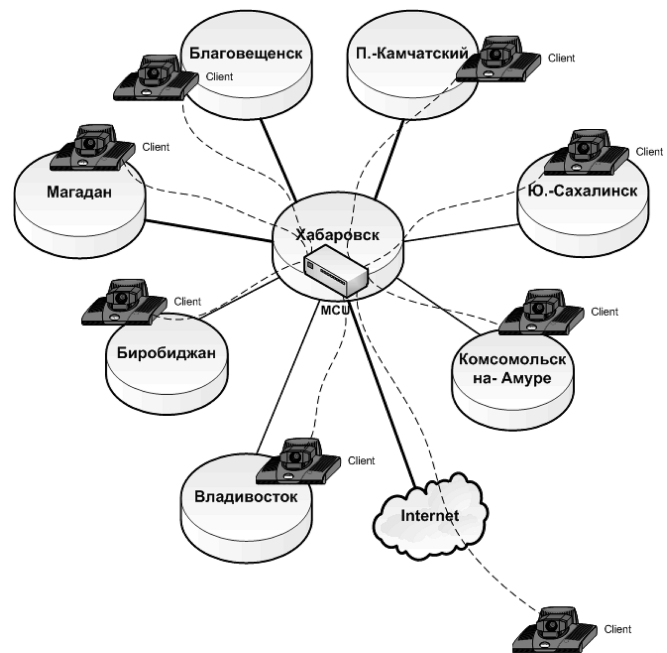 Благовещенск
П.-Камчатский
Client
Client
Client
Client
Магадан
Ю.-Сахалинск
Хабаровск
Client
Client
MCU
Биробиджан
Комсомольск
на- Амуре
Client
Владивосток
Internet
Client